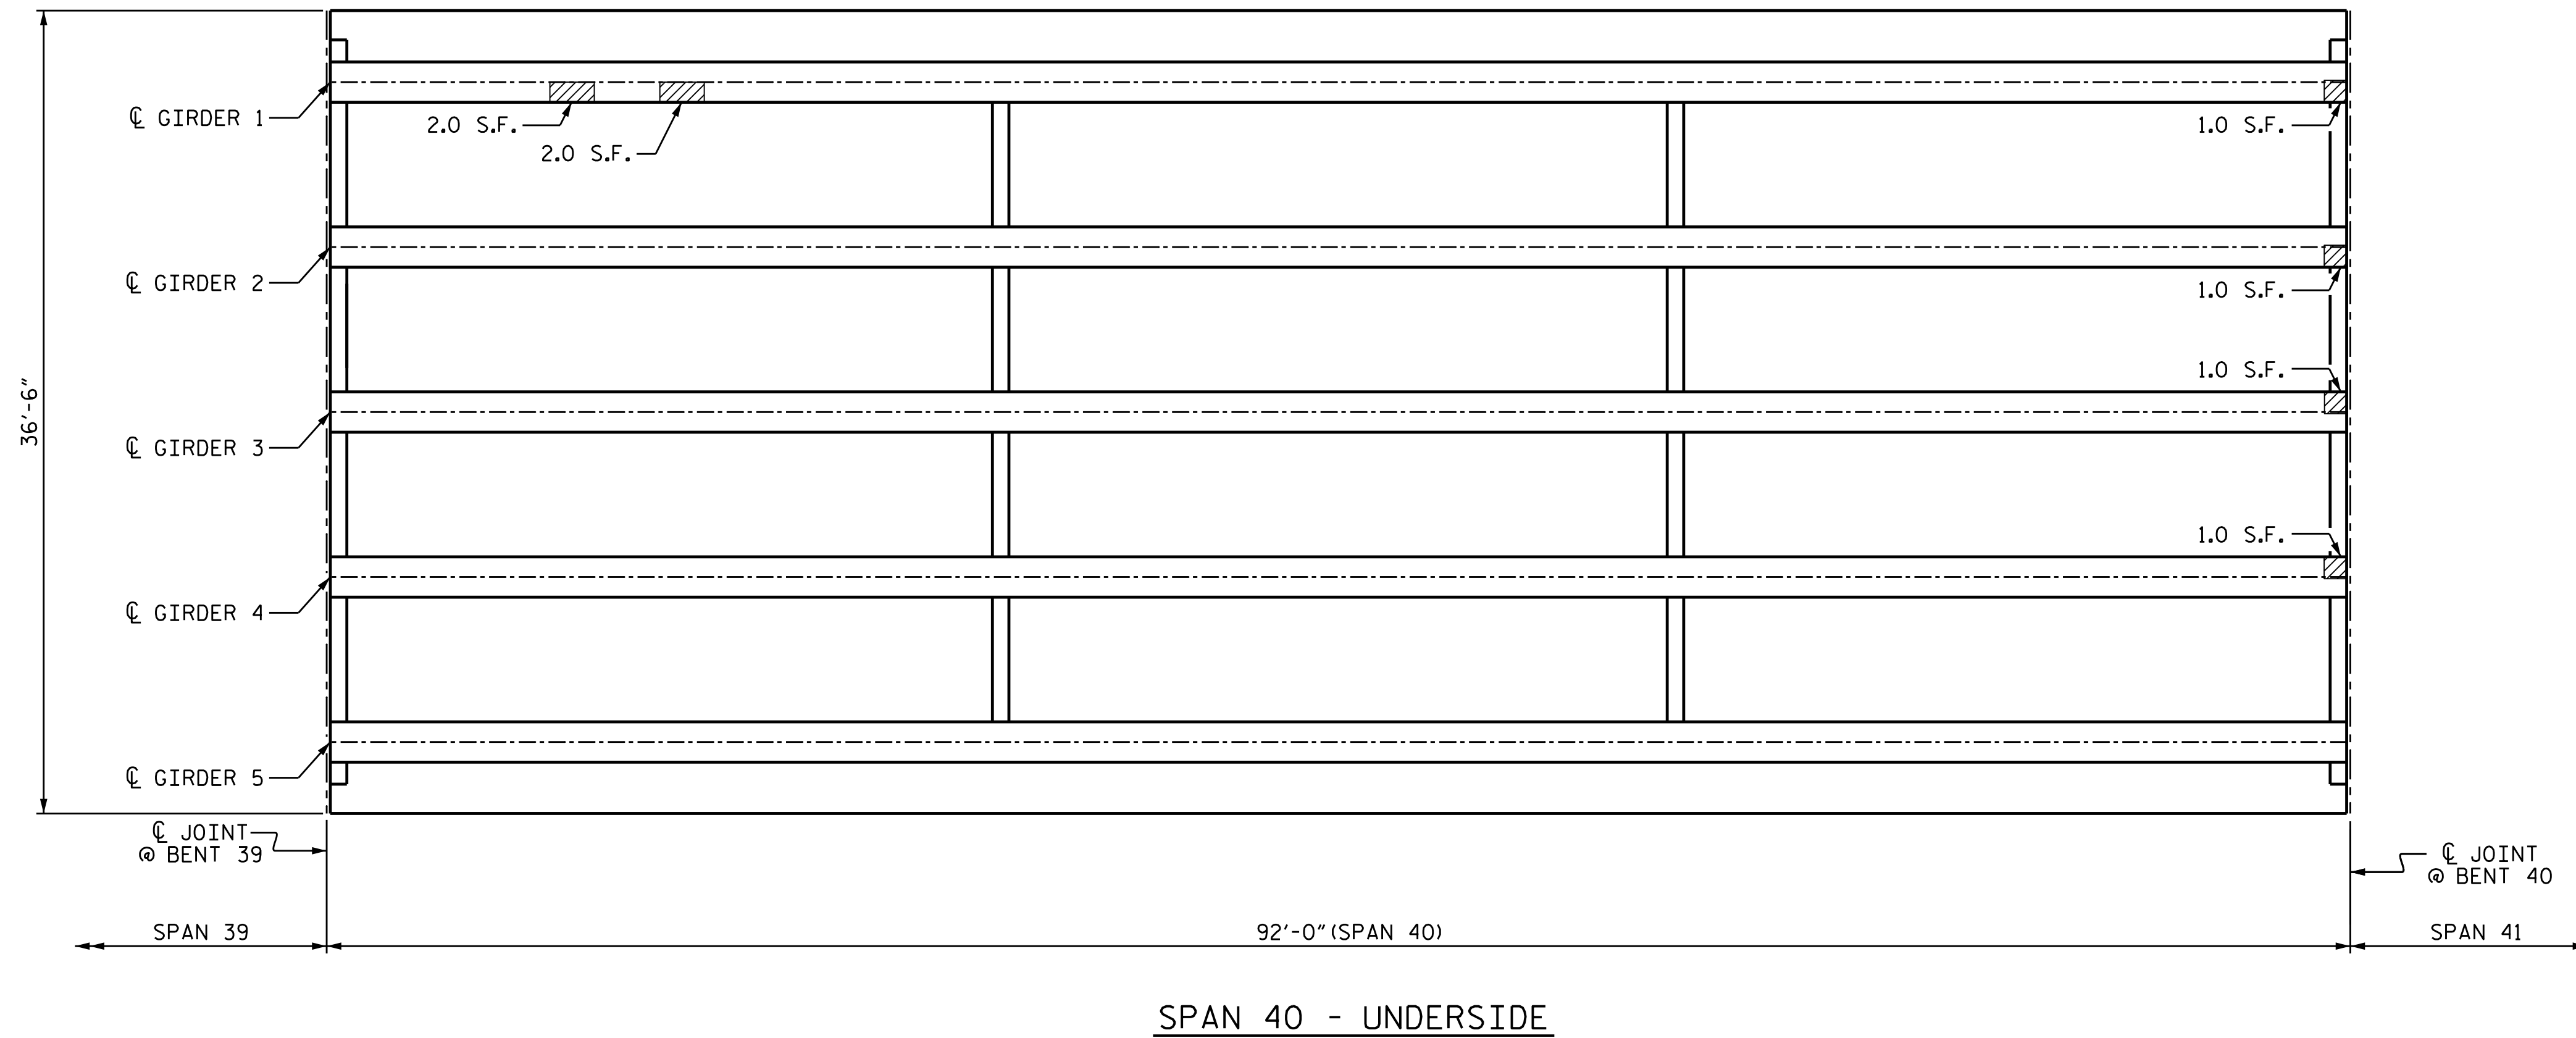 ℄ GIRDER 1
2.0 S.F.
2.0 S.F.
1.0 S.F.
℄ GIRDER 2
1.0 S.F.
36'-6"
1.0 S.F.
℄ GIRDER 3
1.0 S.F.
℄ GIRDER 4
℄ GIRDER 5
℄ JOINT
@ BENT 39
℄ JOINT
@ BENT 40
SPAN 39
92'-0" (SPAN 40)
SPAN 41
SPAN 40 - UNDERSIDE